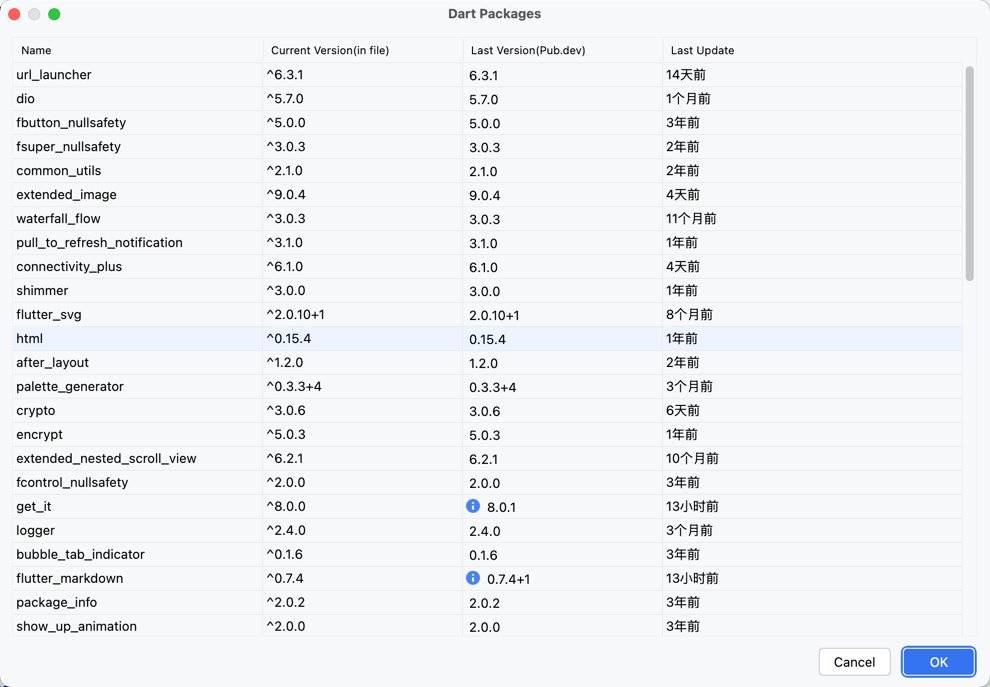 Dart Packages
Name Current Version(in file) Last Version(Pub.dev) Last Update
url_launcher ^6.3.1 6.3.1 14天前
dio ^5.7.0 5.7.0 1个月前
fbutton_nullsafety ^5.0.0 5.0.0 3年前
fsuper_nullsafety ^3.0.3 3.0.3 2年前
common_utils ^2.1.0 2.1.0 2年前
extended_image ^9.0.4 9.0.4 4天前
waterfall_flow ^3.0.3 3.0.3 11个月前
pull_to_refresh_notification ^3.1.0 3.1.0 1年前
connectivity_plus ^6.1.0 6.1.0 4天前
shimmer ^3.0.0 3.0.0 1年前
flutter_svg ^2.0.10+1 2.0.10+1 8个月前
html ^0.15.4 0.15.4 1年前
after_layout ^1.2.0 1.2.0 2年前
palette_generator ^0.3.3+4 0.3.3+4 3个月前
crypto ^3.0.6 3.0.6 6天前
encrypt ^5.0.3 5.0.3 1年前
extended_nested_scroll_view ^6.2.1 6.2.1 10个月前
fcontrol_nullsafety ^2.0.0 2.0.0 3年前
get_it ^8.0.0 8.0.1 13小时前
logger ^2.4.0 2.4.0 3个月前
bubble_tab_indicator ^0.1.6 0.1.6 3年前
flutter_markdown ^0.7.4 0.7.4+1 13小时前
package_info ^2.0.2 2.0.2 3年前
show_up_animation ^2.0.0 2.0.0 3年前
Cancel OK